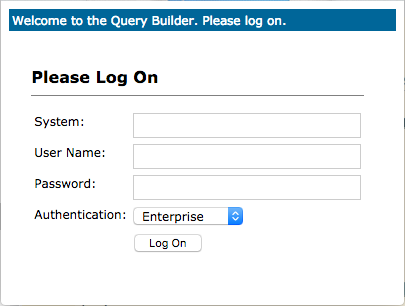 Welcome to the Query Builder. Please log on.
Please Log On
System:
User Name:
Password:
Authentication: Enterprise
Log On